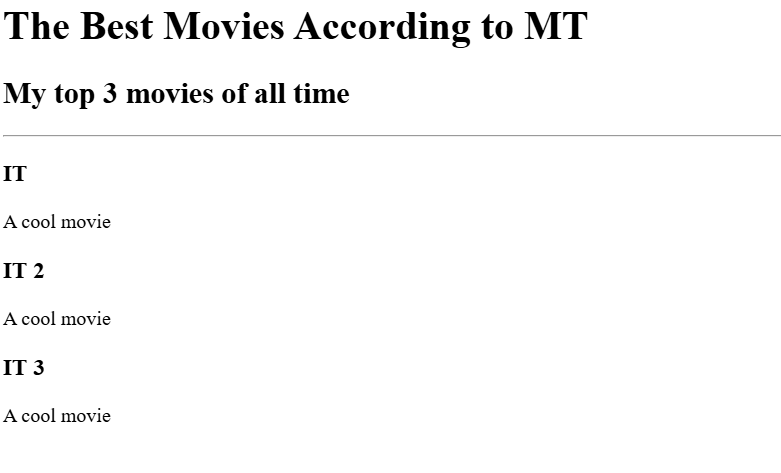 The Best Movies According to MT
My top 3 movies of all time
IT
A cool movie
IT 2
A cool movie
IT 3
A cool movie